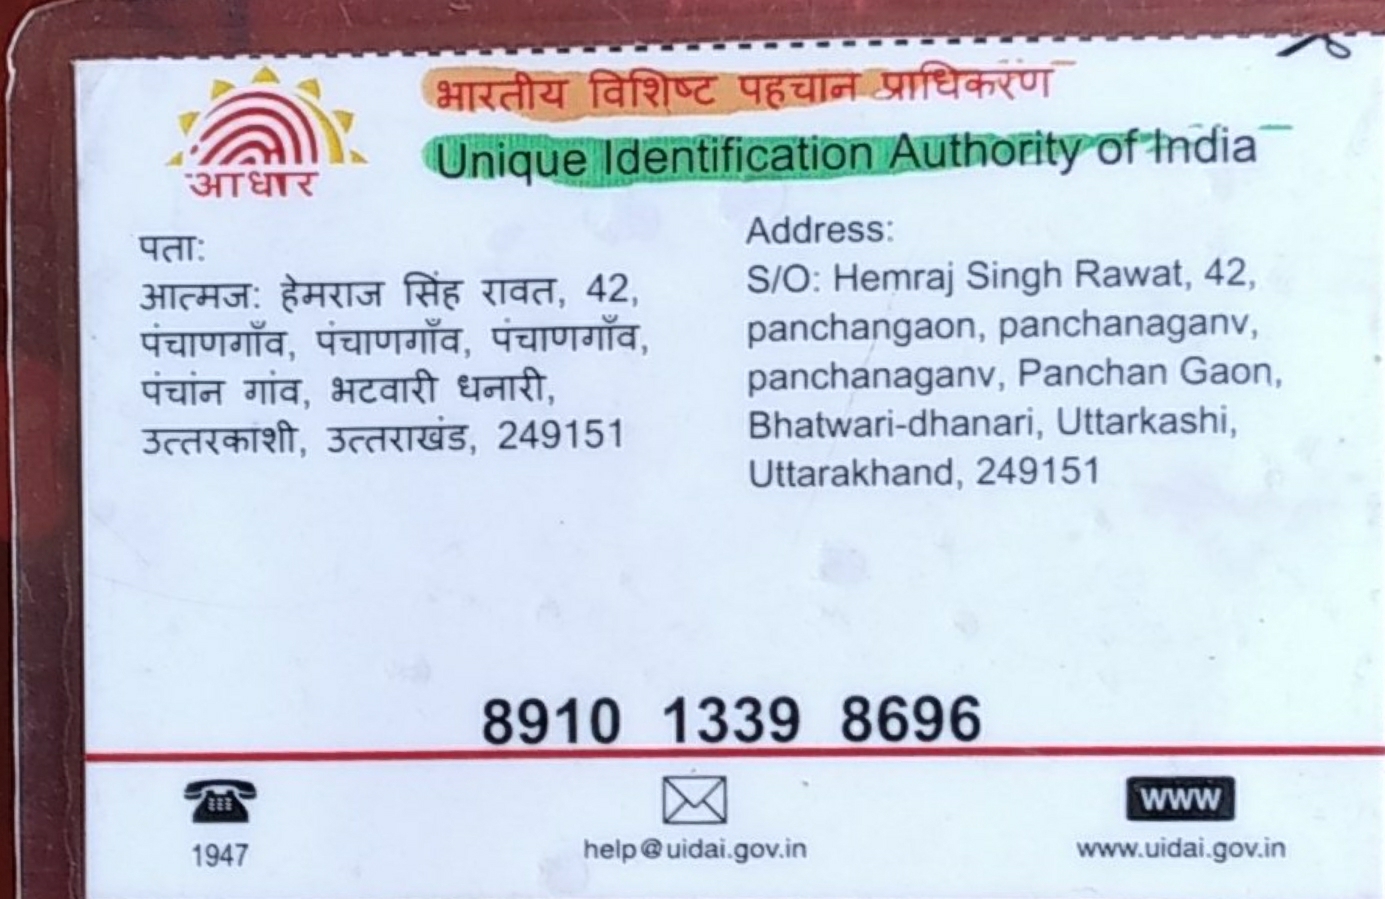 भारतीय विशिष्ट पहचान प्राधिकरण
Unique Identification Authority of India
आधार
पता:
आत्मज: हेमराज सिंह रावत, 42,
पंचाणगाँव, पंचाणगाँव, पंचाणगाँव,
पंचांन गांव, भटवारी धनारी,
उत्तरकाशी, उत्तराखंड, 249151
Address:
S/O: Hemraj Singh Rawat, 42,
panchangaon, panchanaganv,
panchanaganv, Panchan Gaon,
Bhatwari-dhanari, Uttarkashi,
Uttarakhand, 249151
8910 1339 8696
1947
help@uidai.gov.in
www
www.uidai.gov.in